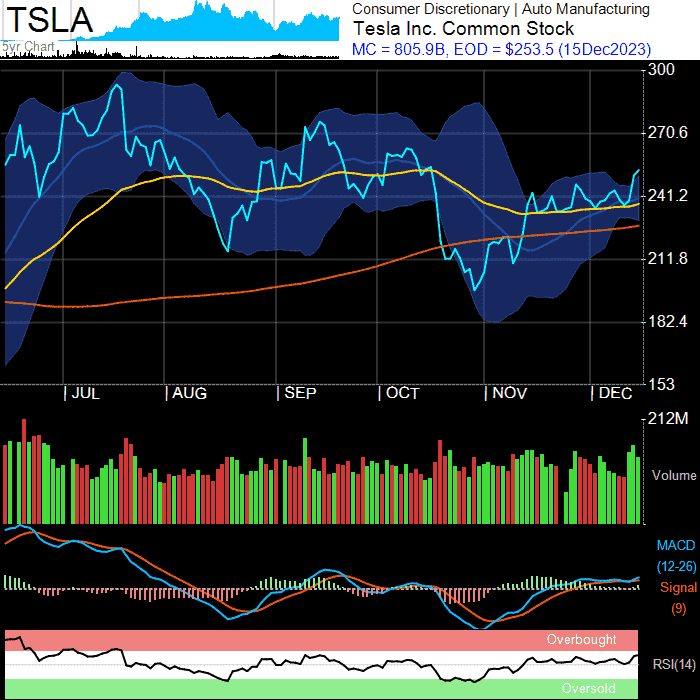 TSLA
5yr Chart
Consumer Discretionary | Auto Manufacturing
Tesla Inc. Common Stock
MC = 805.9B, EOD = $253.5 (15Dec2023)
300
270.6
241.2
211.8
182.4
153
| JUL | AUG | SEP | OCT | NOV | DEC
212M
Volume
MACD
(12-26)
Signal
(9)
Overbought
RSI(14)
Oversold